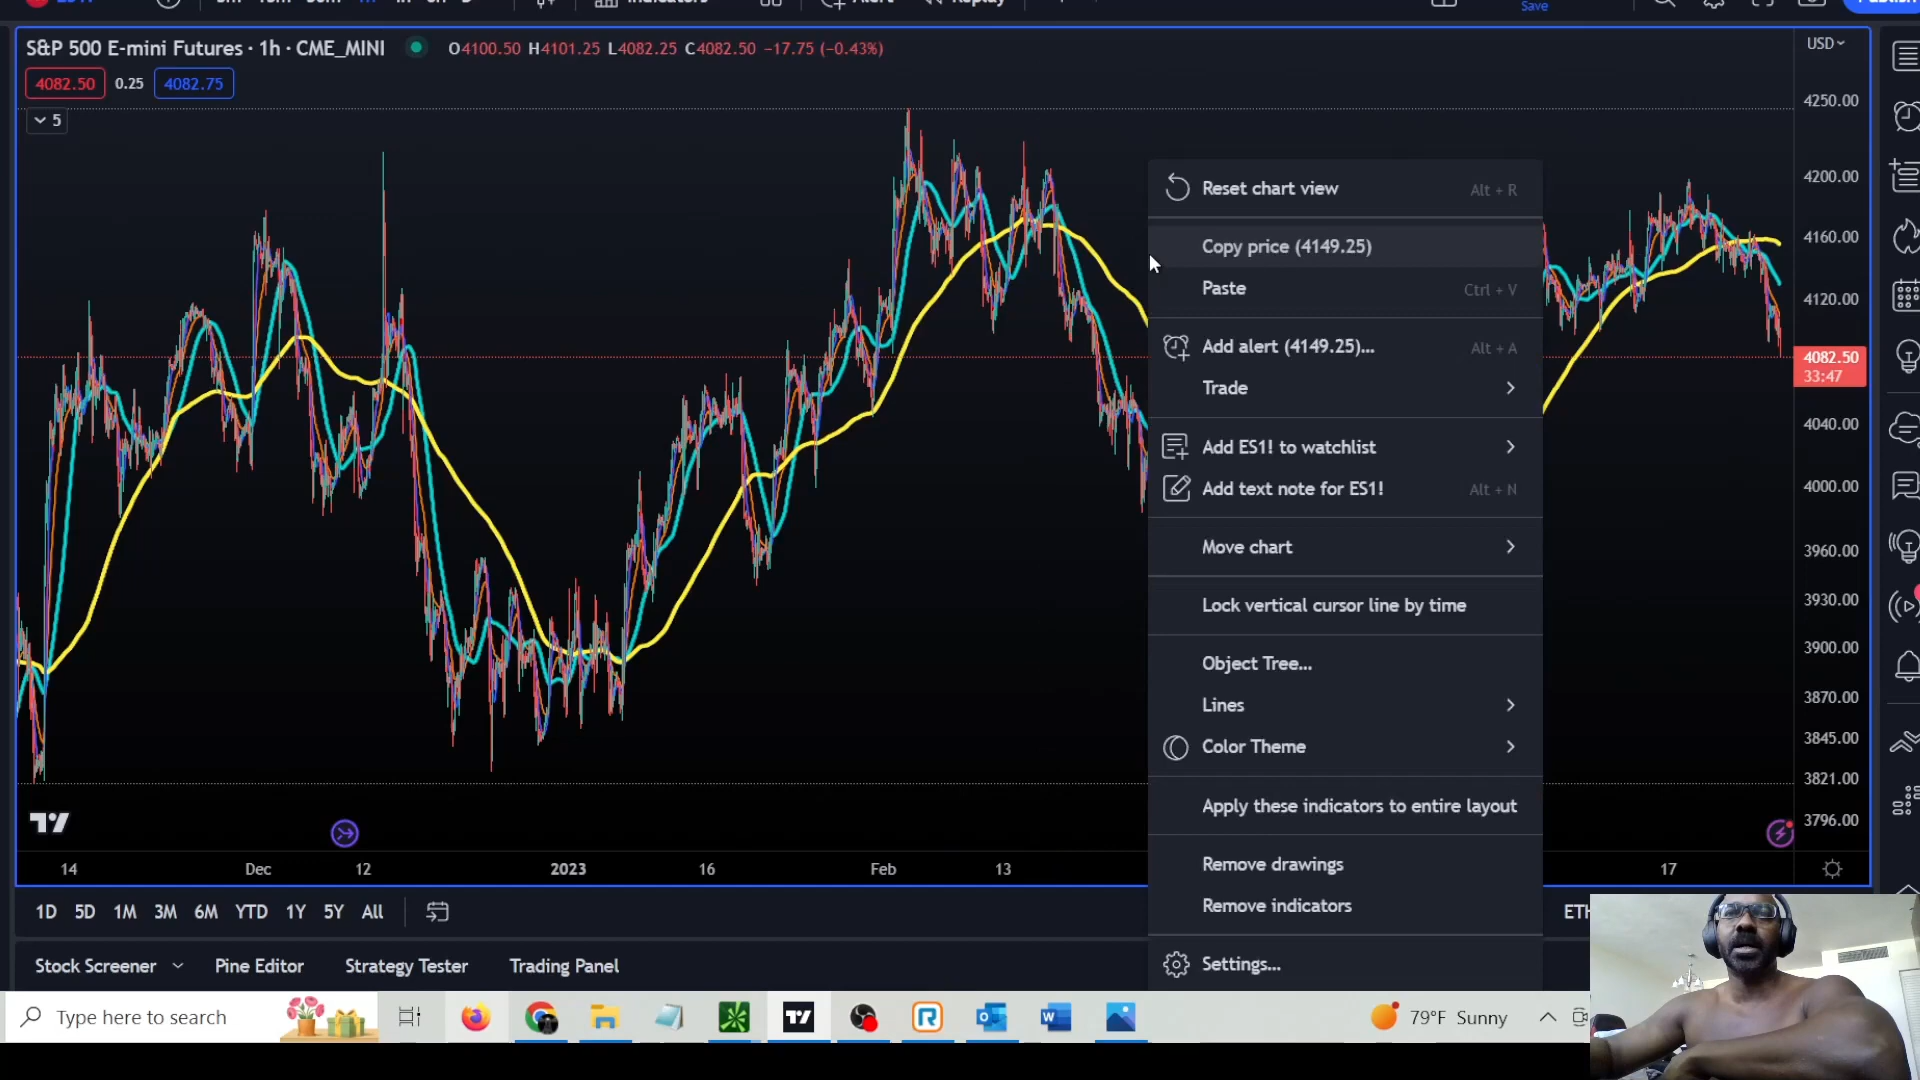 Indicators
Alert
Replay
Save
S&P 500 E-mini Futures · 1h · CME_MINI
O4100.50 H4101.25 L4082.25 C4082.50 −17.75 (−0.43%)
USD
4082.50 0.25 4082.75
5
4250.00
4200.00
4160.00
4120.00
4082.50
33:47
4040.00
4000.00
3960.00
3930.00
3900.00
3870.00
3845.00
3821.00
3796.00
Reset chart view Alt + R
Copy price (4149.25)
Paste Ctrl + V
Add alert (4149.25)... Alt + A
Trade
Add ES1! to watchlist
Add text note for ES1! Alt + N
Move chart
Lock vertical cursor line by time
Object Tree...
Lines
Color Theme
Apply these indicators to entire layout
Remove drawings
Remove indicators
Settings...
14 Dec 12 2023 16 Feb 13 17
1D 5D 1M 3M 6M YTD 1Y 5Y All
ETH
Stock Screener Pine Editor Strategy Tester Trading Panel
Type here to search
79°F Sunny